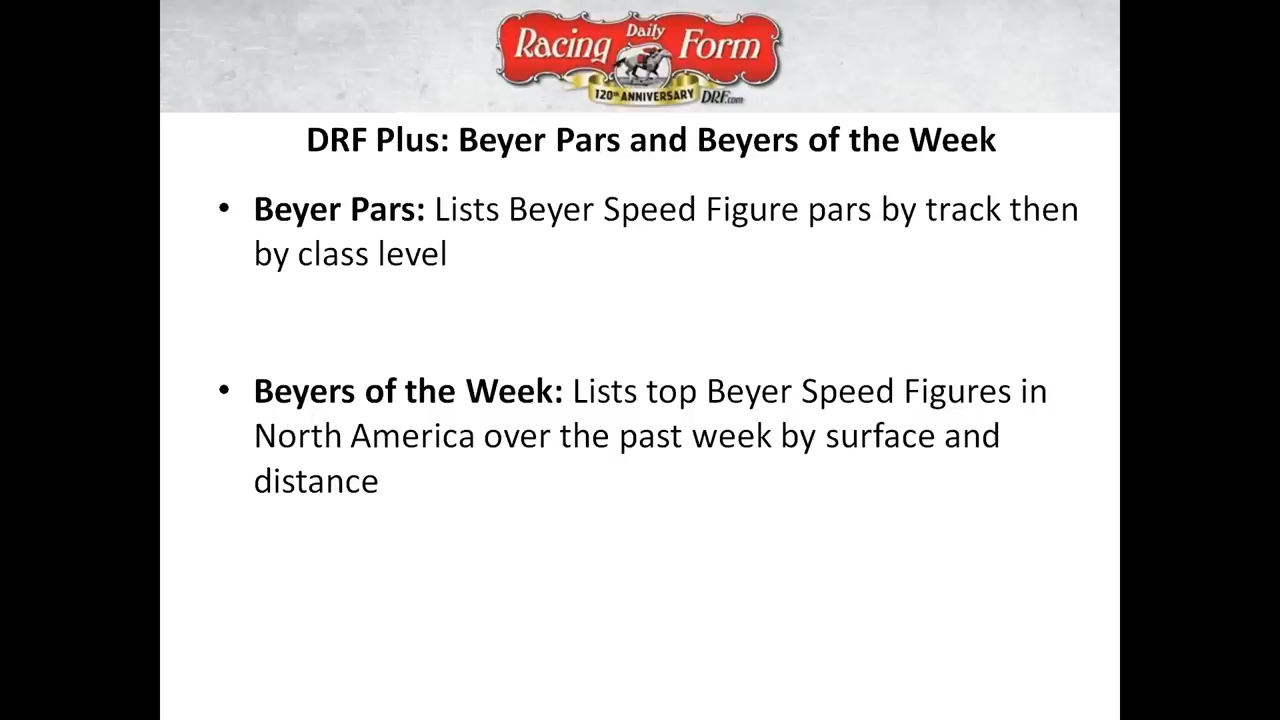 Racing Daily Form
120th ANNIVERSARY DRF.com
DRF Plus: Beyer Pars and Beyers of the Week
• Beyer Pars: Lists Beyer Speed Figure pars by track then
by class level
• Beyers of the Week: Lists top Beyer Speed Figures in
North America over the past week by surface and
distance